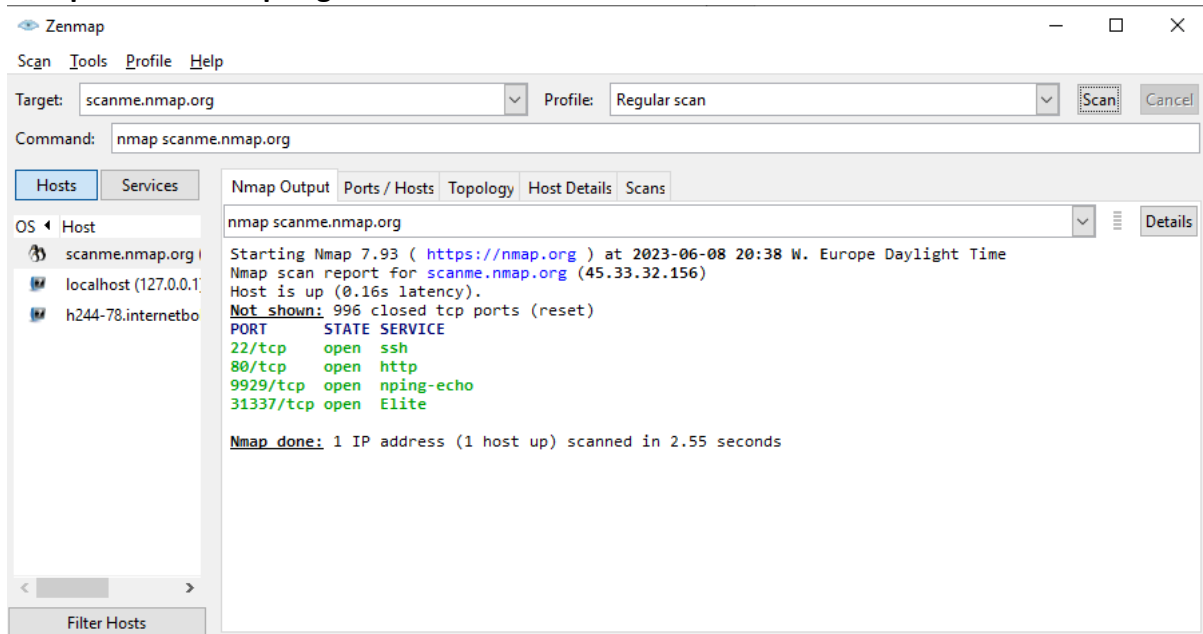 Zenmap
Scan Tools Profile Help
Target: scanme.nmap.org Profile: Regular scan Scan Cancel
Command: nmap scanme.nmap.org
Hosts Services Nmap Output Ports / Hosts Topology Host Details Scans
nmap scanme.nmap.org Details
OS Host
scanme.nmap.org (
localhost (127.0.0.1)
h244-78.internetbo
Starting Nmap 7.93 ( https://nmap.org ) at 2023-06-08 20:38 W. Europe Daylight Time
Nmap scan report for scanme.nmap.org (45.33.32.156)
Host is up (0.16s latency).
Not shown: 996 closed tcp ports (reset)
PORT STATE SERVICE
22/tcp open ssh
80/tcp open http
9929/tcp open nping-echo
31337/tcp open Elite
Nmap done: 1 IP address (1 host up) scanned in 2.55 seconds
Filter Hosts